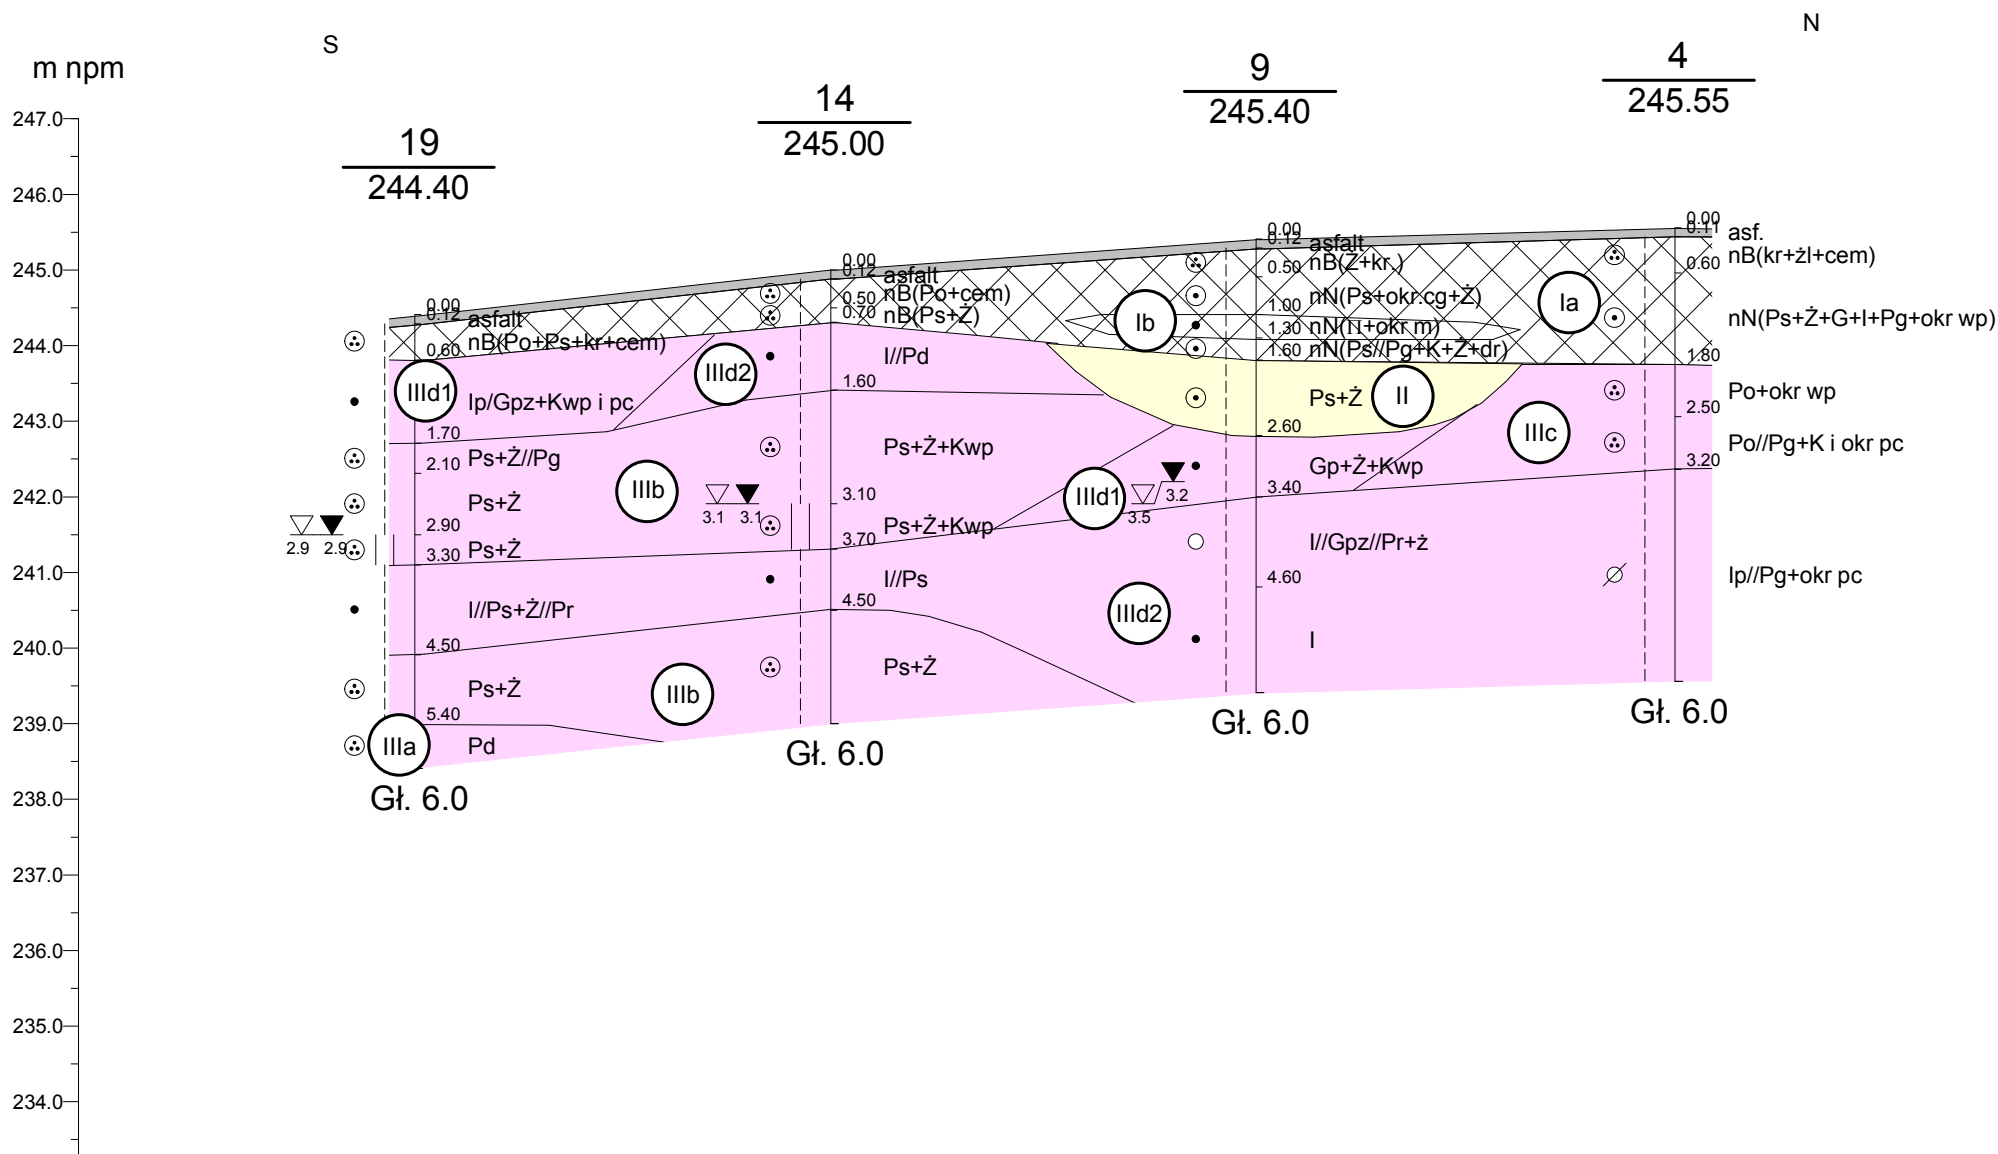 S
N
m npm
247.0
246.0
245.0
244.0
243.0
242.0
241.0
240.0
239.0
238.0
237.0
236.0
235.0
234.0
19
244.40
0.00
0.12
asfalt
nB(Po+Ps+kr+cem)
0.60
IIId1
Ip/Gpz+Kwp i pc
1.70
Ps+Ż//Pg
2.10
Ps+Ż
2.90
2.9 2.9
Ps+Ż
3.30
I//Ps+Ż//Pr
4.50
Ps+Ż
5.40
IIIa
Pd
Gł. 6.0
IIIb
IIIb
IIId2
14
245.00
0.00
0.12
asfalt
nB(Po+cem)
0.50
nB(Ps+Ż)
0.70
I//Pd
1.60
Ps+Ż+Kwp
3.10
3.1 3.1
Ps+Ż+Kwp
3.70
I//Ps
4.50
Ps+Ż
Gł. 6.0
Ib
IIId1
IIId2
9
245.40
0.00
0.12
asfalt
nB(Ż+kr.)
0.50
nN(Ps+okr.cg+Ż)
1.00
1.30
nN(Ps//Pg+K+Ż+dr)
1.60
Ps+Ż
II
2.60
Gp+Ż+Kwp
3.2
3.5
3.40
I//Gpz//Pr+ż
4.60
I
Gł. 6.0
Ia
IIIc
4
245.55
0.00
0.11
asf.
nB(kr+żl+cem)
0.60
nN(Ps+Ż+G+I+Pg+okr wp)
1.80
Po+okr wp
2.50
Po//Pg+K i okr pc
3.20
Ip//Pg+okr pc
Gł. 6.0